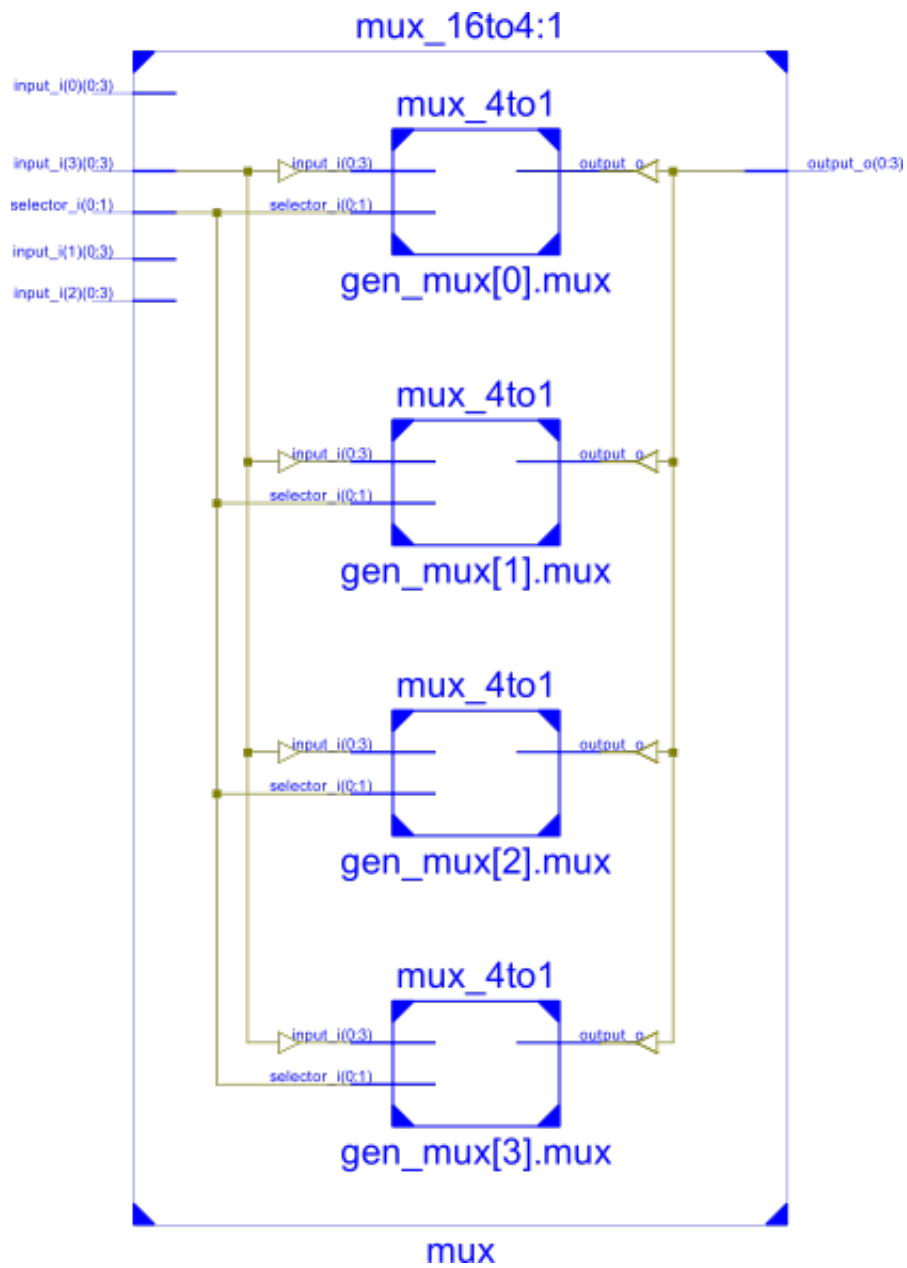 mux_16to4:1
input_i(0)(0:3)
mux_4to1
input_i(3)(0:3)
input_i(0:3)
output_o
output_o(0:3)
selector_i(0:1)
selector_i(0:1)
input_i(1)(0:3)
gen_mux[0].mux
input_i(2)(0:3)
mux_4to1
input_i(0:3)
output_o
selector_i(0:1)
gen_mux[1].mux
mux_4to1
input_i(0:3)
output_o
selector_i(0:1)
gen_mux[2].mux
mux_4to1
input_i(0:3)
output_o
selector_i(0:1)
gen_mux[3].mux
mux